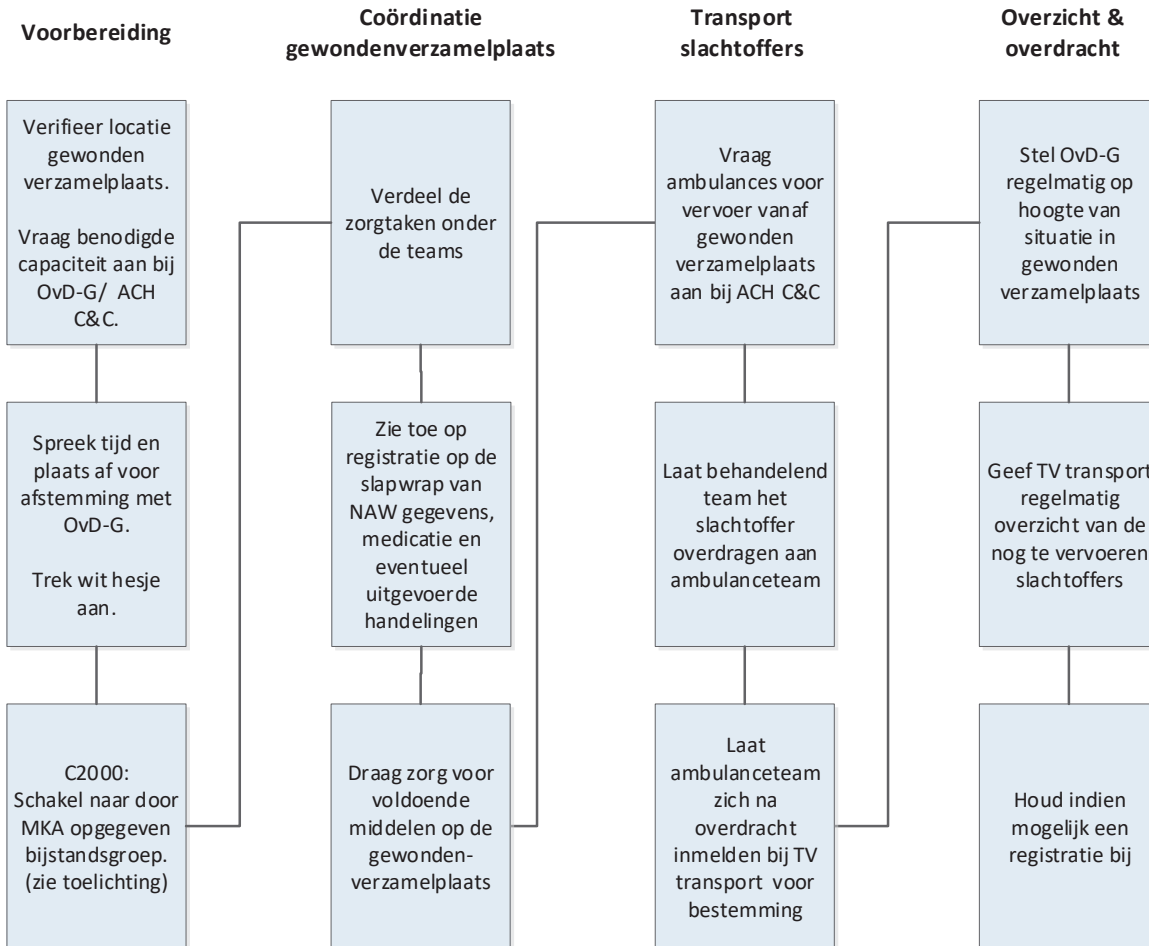 Voorbereiding
Verifieer locatie
gewonden
verzamelplaats.
Vraag benodigde
capaciteit aan bij
OvD-G/ ACH
C&C.
Spreek tijd en
plaats af voor
afstemming met
OvD-G.
Trek wit hesje
aan.
C2000:
Schakel naar door
MKA opgegeven
bijstandsgroep.
(zie toelichting)
Coördinatie
gewondenverzamelplaats
Verdeel de
zorgtaken onder
de teams
Zie toe op
registratie op de
slapwrap van
NAW gegevens,
medicatie en
eventueel
uitgevoerde
handelingen
Draag zorg voor
voldoende
middelen op de
gewonden-
verzamelplaats
Transport
slachtoffers
Vraag
ambulances voor
vervoer vanaf
gewonden
verzamelplaats
aan bij ACH C&C
Laat behandelend
team het
slachtoffer
overdragen aan
ambulanceteam
Laat
ambulanceteam
zich na
overdracht
inmelden bij TV
transport voor
bestemming
Overzicht &
overdracht
Stel OvD-G
regelmatig op
hoogte van
situatie in
gewonden
verzamelplaats
Geef TV transport
regelmatig
overzicht van de
nog te vervoeren
slachtoffers
Houd indien
mogelijk een
registratie bij